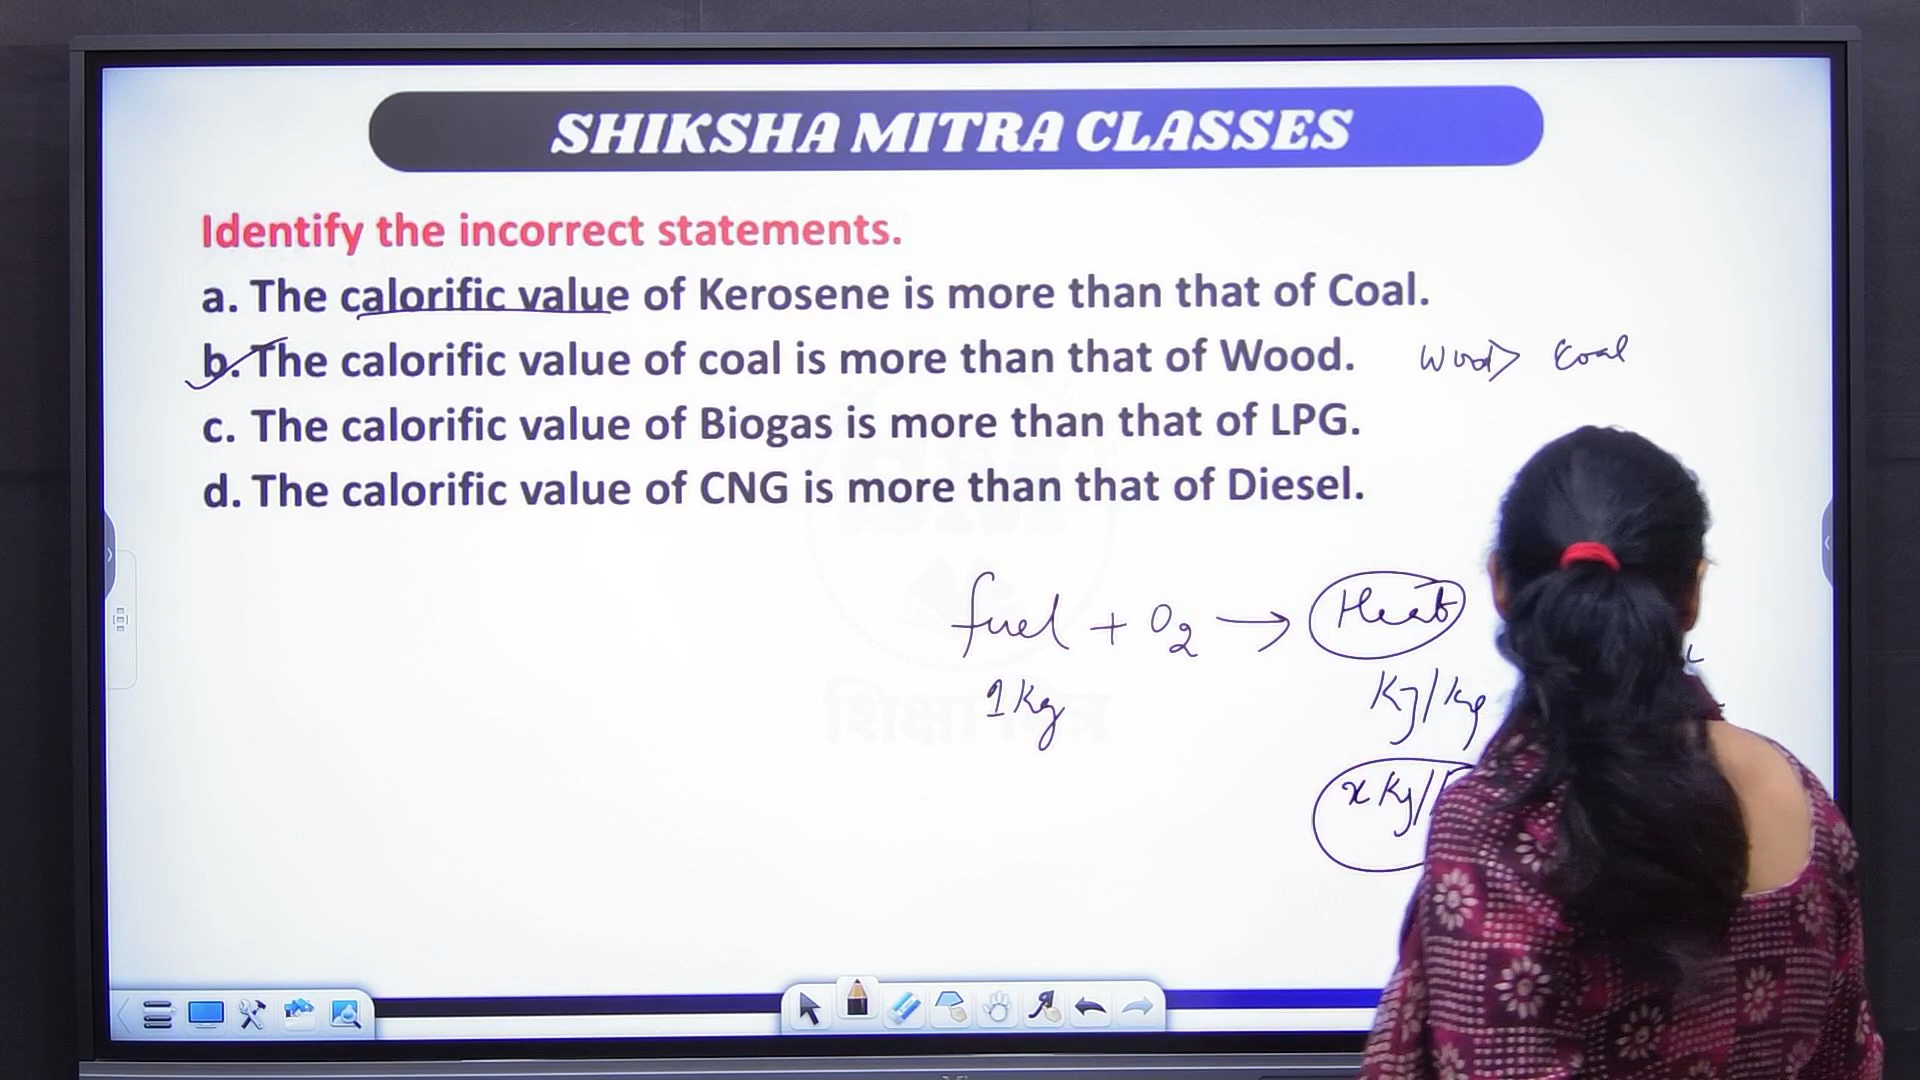 SHIKSHA MITRA CLASSES
Identify the incorrect statements.
a. The calorific value of Kerosene is more than that of Coal.
b. The calorific value of coal is more than that of Wood. Wood > Coal
c. The calorific value of Biogas is more than that of LPG.
d. The calorific value of CNG is more than that of Diesel.
fuel + O2 → Heat
1 Kg KJ/Kg
x KJ/
शिक्षा